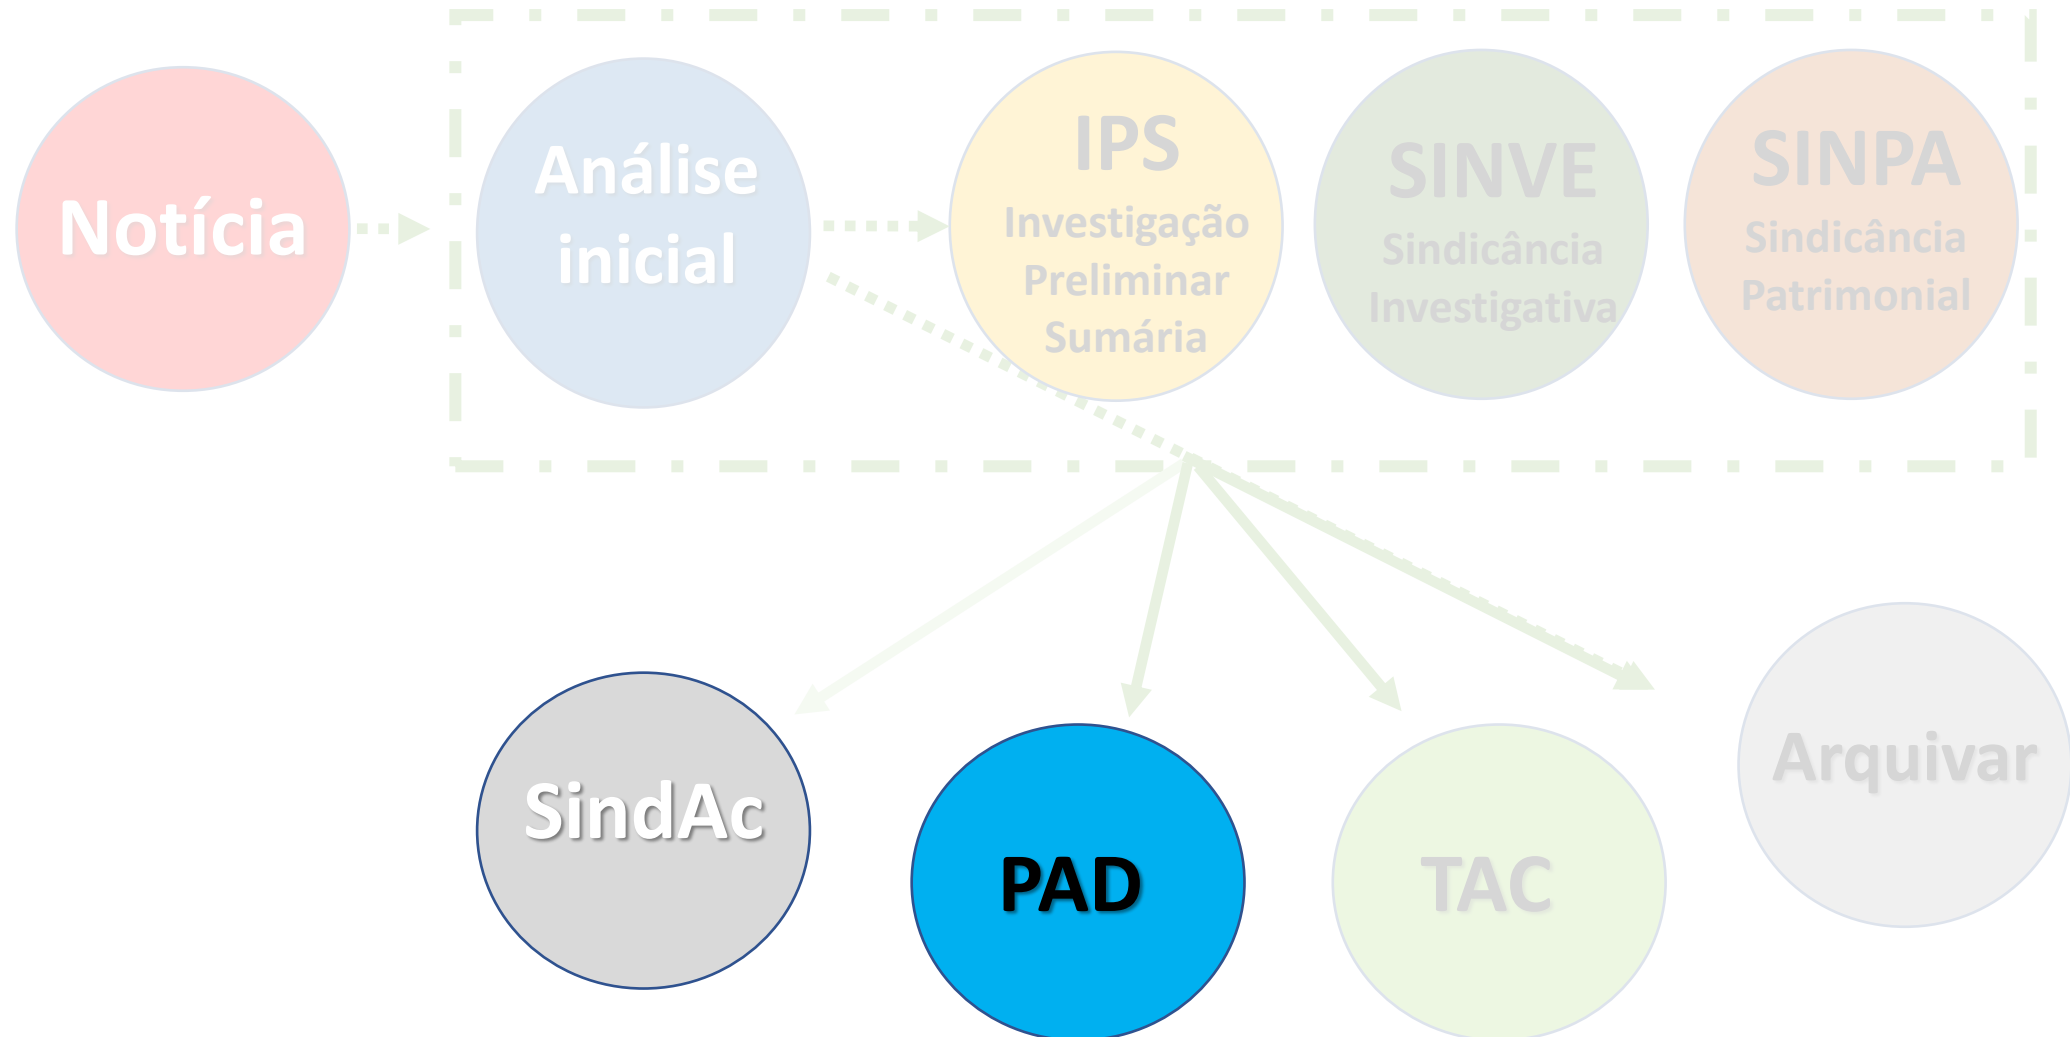 Notícia
Análise
inicial
IPS
Investigação
Preliminar
Sumária
SINVE
Sindicância
Investigativa
SINPA
Sindicância
Patrimonial
SindAc
PAD
TAC
Arquivar